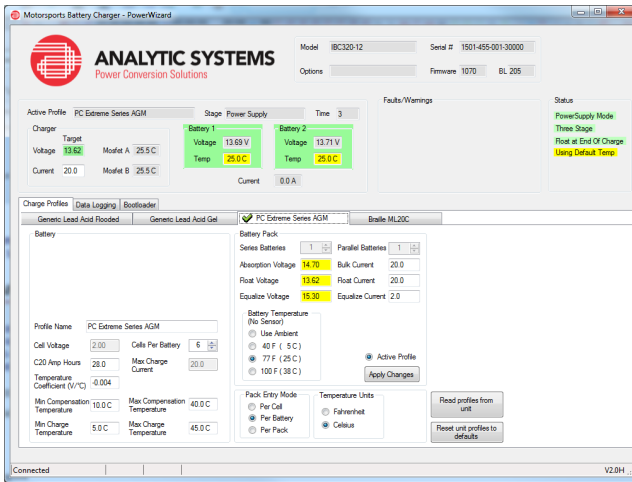 Motorsports Battery Charger - PowerWizard
ANALYTIC SYSTEMS
Power Conversion Solutions
Model IBC320-12 Serial # 1501-455-001-30000
Options Firmware 1070 BL 205
Active Profile PC Extreme Series AGM Stage Power Supply Time 3
Faults/Warnings
Status
PowerSupply Mode
Three Stage
Float at End Of Charge
Using Default Temp
Charger
Target
Voltage 13.62 Mosfet A 25.5 C
Current 20.0 Mosfet B 25.5 C
Battery 1
Voltage 13.69 V
Temp 25.0 C
Battery 2
Voltage 13.71 V
Temp 25.0 C
Current 0.0 A
Charge Profiles Data Logging Bootloader
Generic Lead Acid Flooded Generic Lead Acid Gel PC Extreme Series AGM Braille ML20C
Battery
Profile Name PC Extreme Series AGM
Cell Voltage 2.00 Cells Per Battery 6
C20 Amp Hours 28.0 Max Charge Current 20.0
Temperature Coefficient (V/°C) -0.004
Min Compensation Temperature 10.0 C Max Compensation Temperature 40.0 C
Min Charge Temperature 5.0 C Max Charge Temperature 45.0 C
Battery Pack
Series Batteries 1 Parallel Batteries 1
Absorption Voltage 14.70 Bulk Current 20.0
Float Voltage 13.62 Float Current 20.0
Equalize Voltage 15.30 Equalize Current 2.0
Battery Temperature
(No Sensor)
Use Ambient
40 F ( 5 C)
77 F (25 C)
100 F (38 C)
Active Profile
Apply Changes
Pack Entry Mode
Per Cell
Per Battery
Per Pack
Temperature Units
Fahrenheit
Celsius
Read profiles from
unit
Reset unit profiles to
defaults
Connected V2.0H